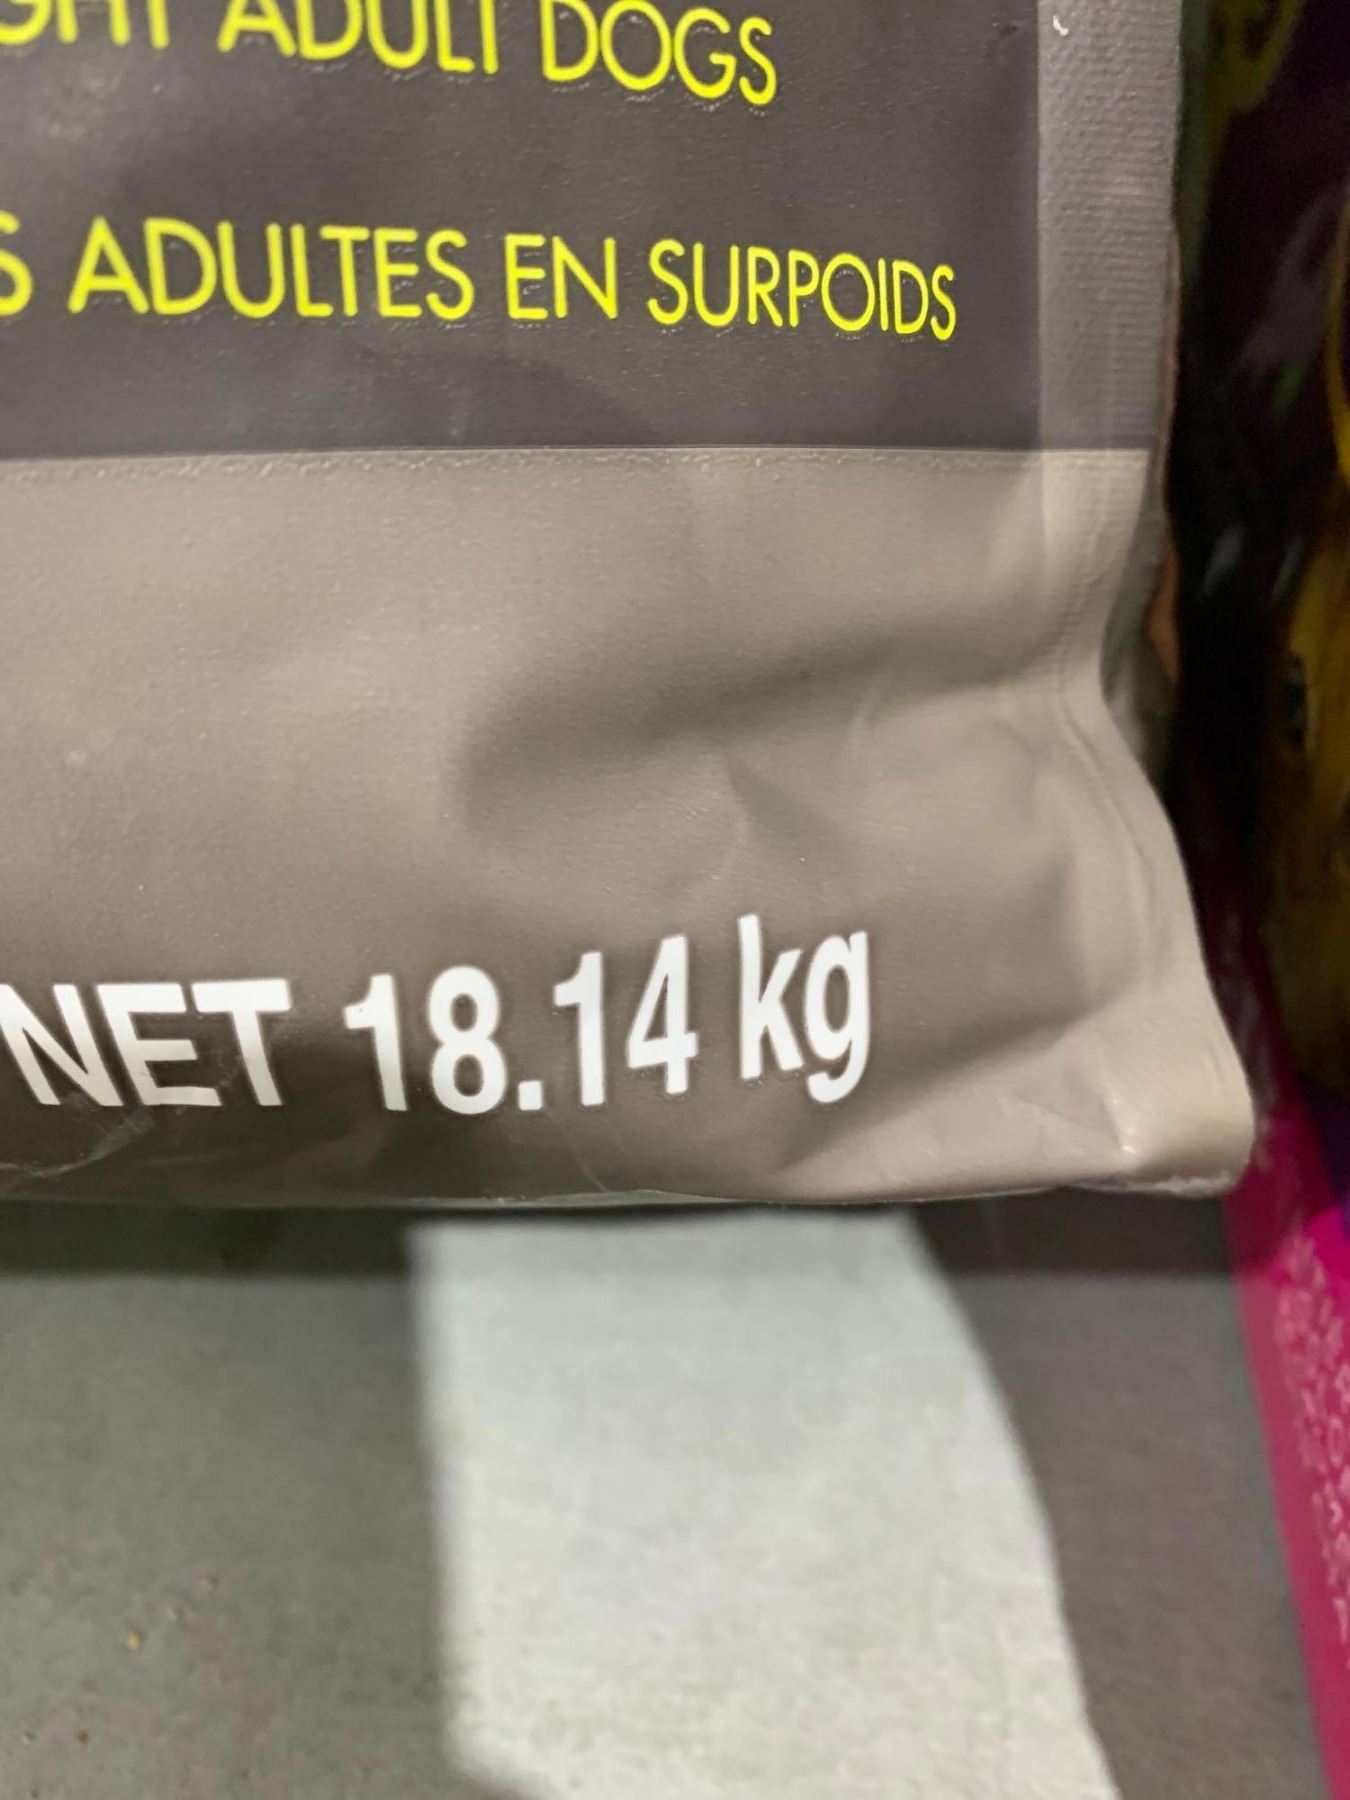 ADULT DOGS
ADULTES EN SURPOIDS
NET 18.14 kg